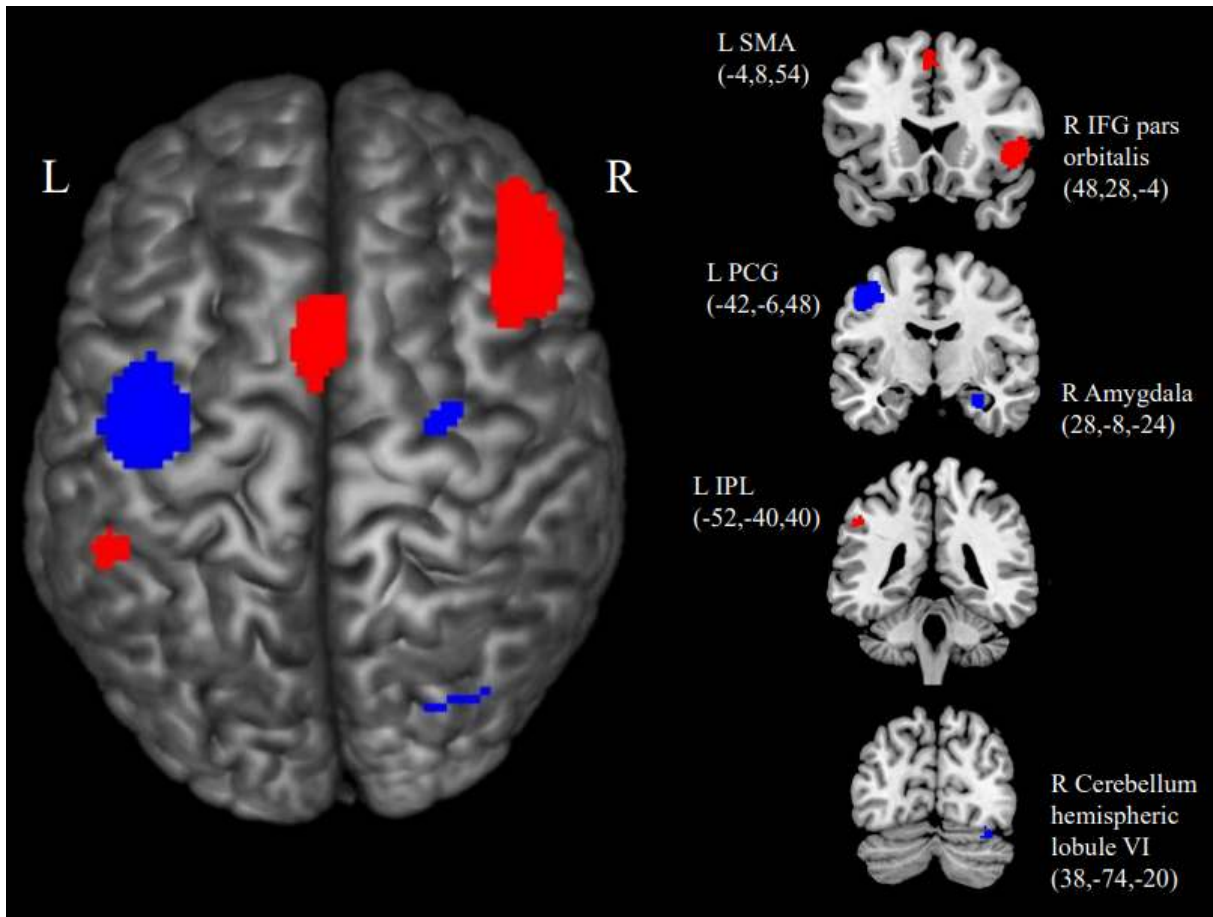 L
R
L SMA
(-4,8,54)
R IFG pars
orbitalis
(48,28,-4)
L PCG
(-42,-6,48)
R Amygdala
(28,-8,-24)
L IPL
(-52,-40,40)
R Cerebellum
hemispheric
lobule VI
(38,-74,-20)